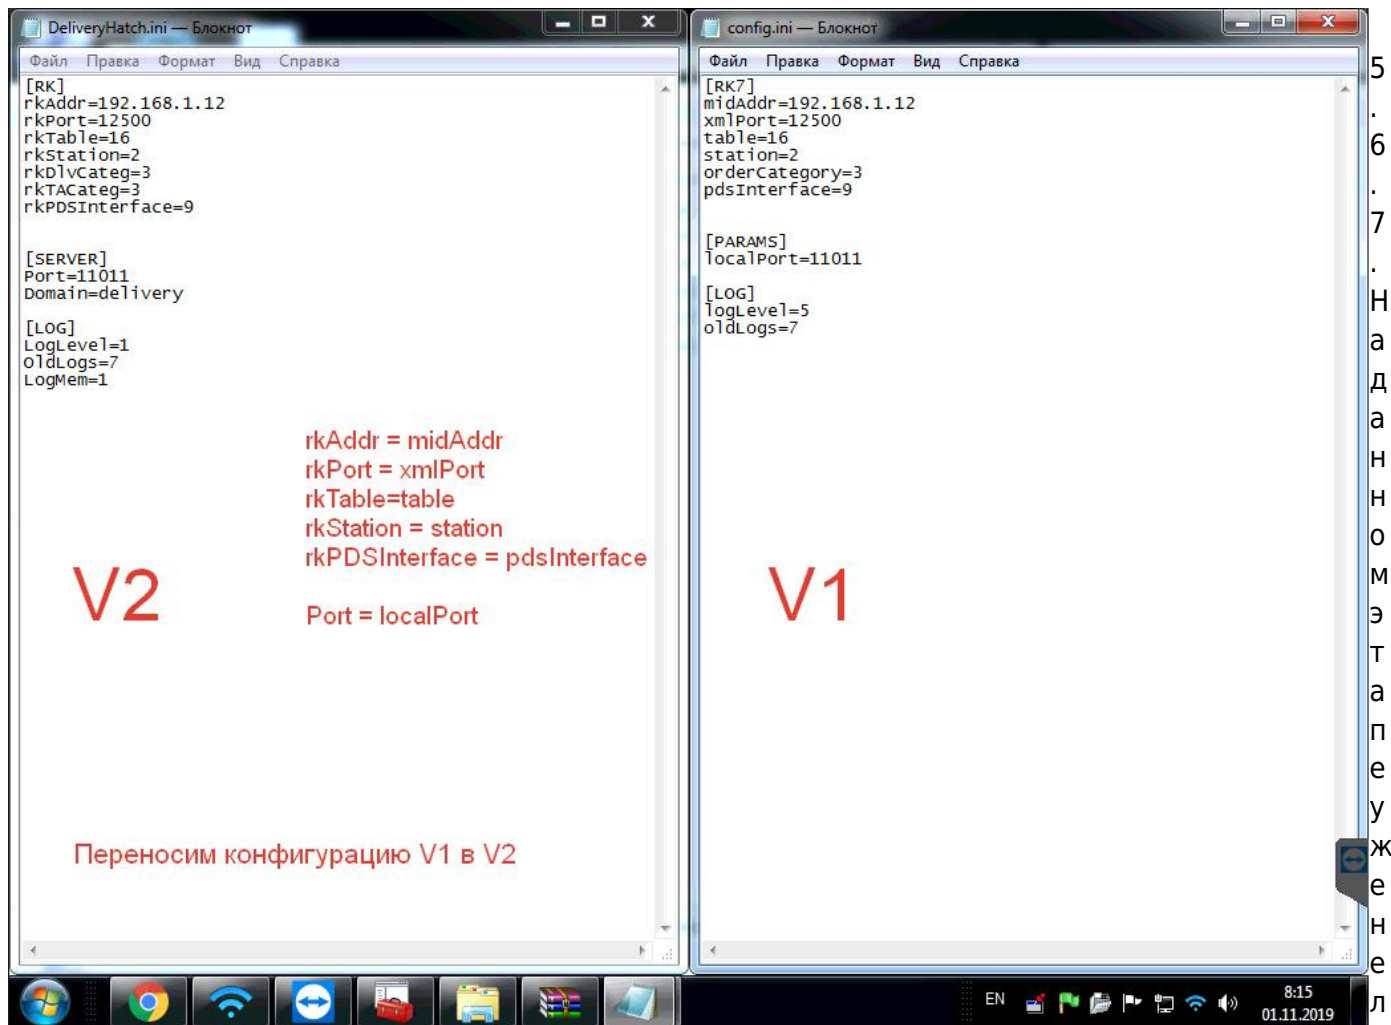 DeliveryHatch.ini — Блокнот
Файл Правка Формат Вид Справка
[RK]
rkAddr=192.168.1.12
rkPort=12500
rkTable=16
rkStation=2
rkDlvCateg=3
rkTACateg=3
rkPDSInterface=9
[SERVER]
Port=11011
Domain=delivery
[LOG]
LogLevel=1
OldLogs=7
LogMem=1
rkAddr = midAddr
rkPort = xmlPort
rkTable=table
rkStation = station
rkPDSInterface = pdsInterface
Port = localPort
V2
Переносим конфигурацию V1 в V2
config.ini — Блокнот
Файл Правка Формат Вид Справка
[RK7]
midAddr=192.168.1.12
xmlPort=12500
table=16
station=2
orderCategory=3
pdsInterface=9
[PARAMS]
localPort=11011
[LOG]
logLevel=5
oldLogs=7
V1
EN
8:15
01.11.2019
5
.
6
.
7
.
Н
а
д
а
н
н
о
м
э
т
а
п
е
у
ж
е
н
е
л